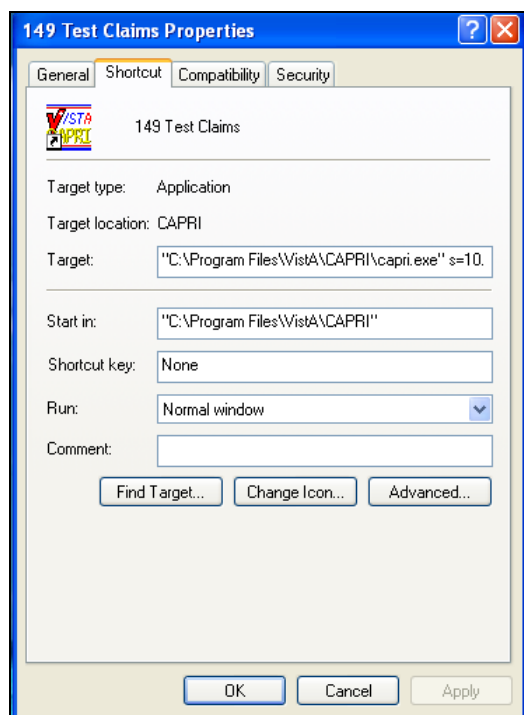 149 Test Claims Properties
General Shortcut Compatibility Security
VISTA
CAPRI
149 Test Claims
Target type: Application
Target location: CAPRI
Target: "C:\Program Files\VistA\CAPRI\capri.exe" s=10.
Start in: "C:\Program Files\VistA\CAPRI"
Shortcut key: None
Run: Normal window
Comment:
Find Target... Change Icon... Advanced...
OK Cancel Apply